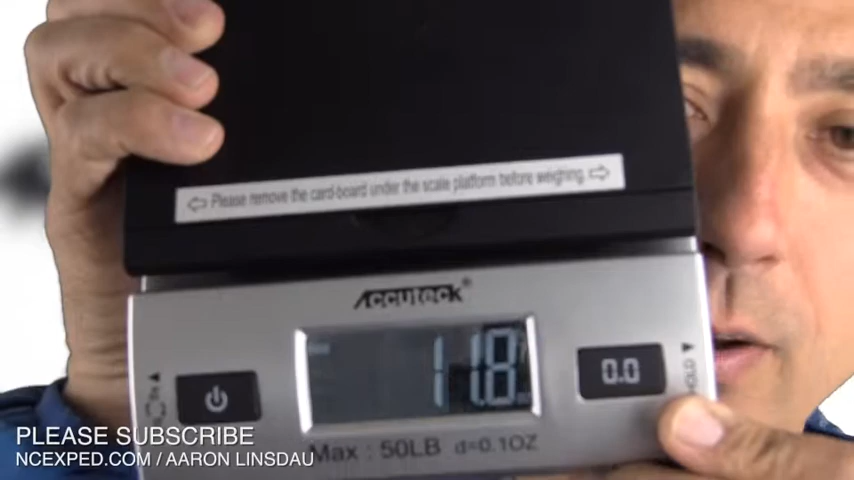 ⇦ Please remove the card-board under the scale platform before weighing. ⇨
Accuteck®
- 11.8
0.0
HOLD
Max : 50LB d=0.1OZ
PLEASE SUBSCRIBE
NCEXPED.COM / AARON LINSDAU